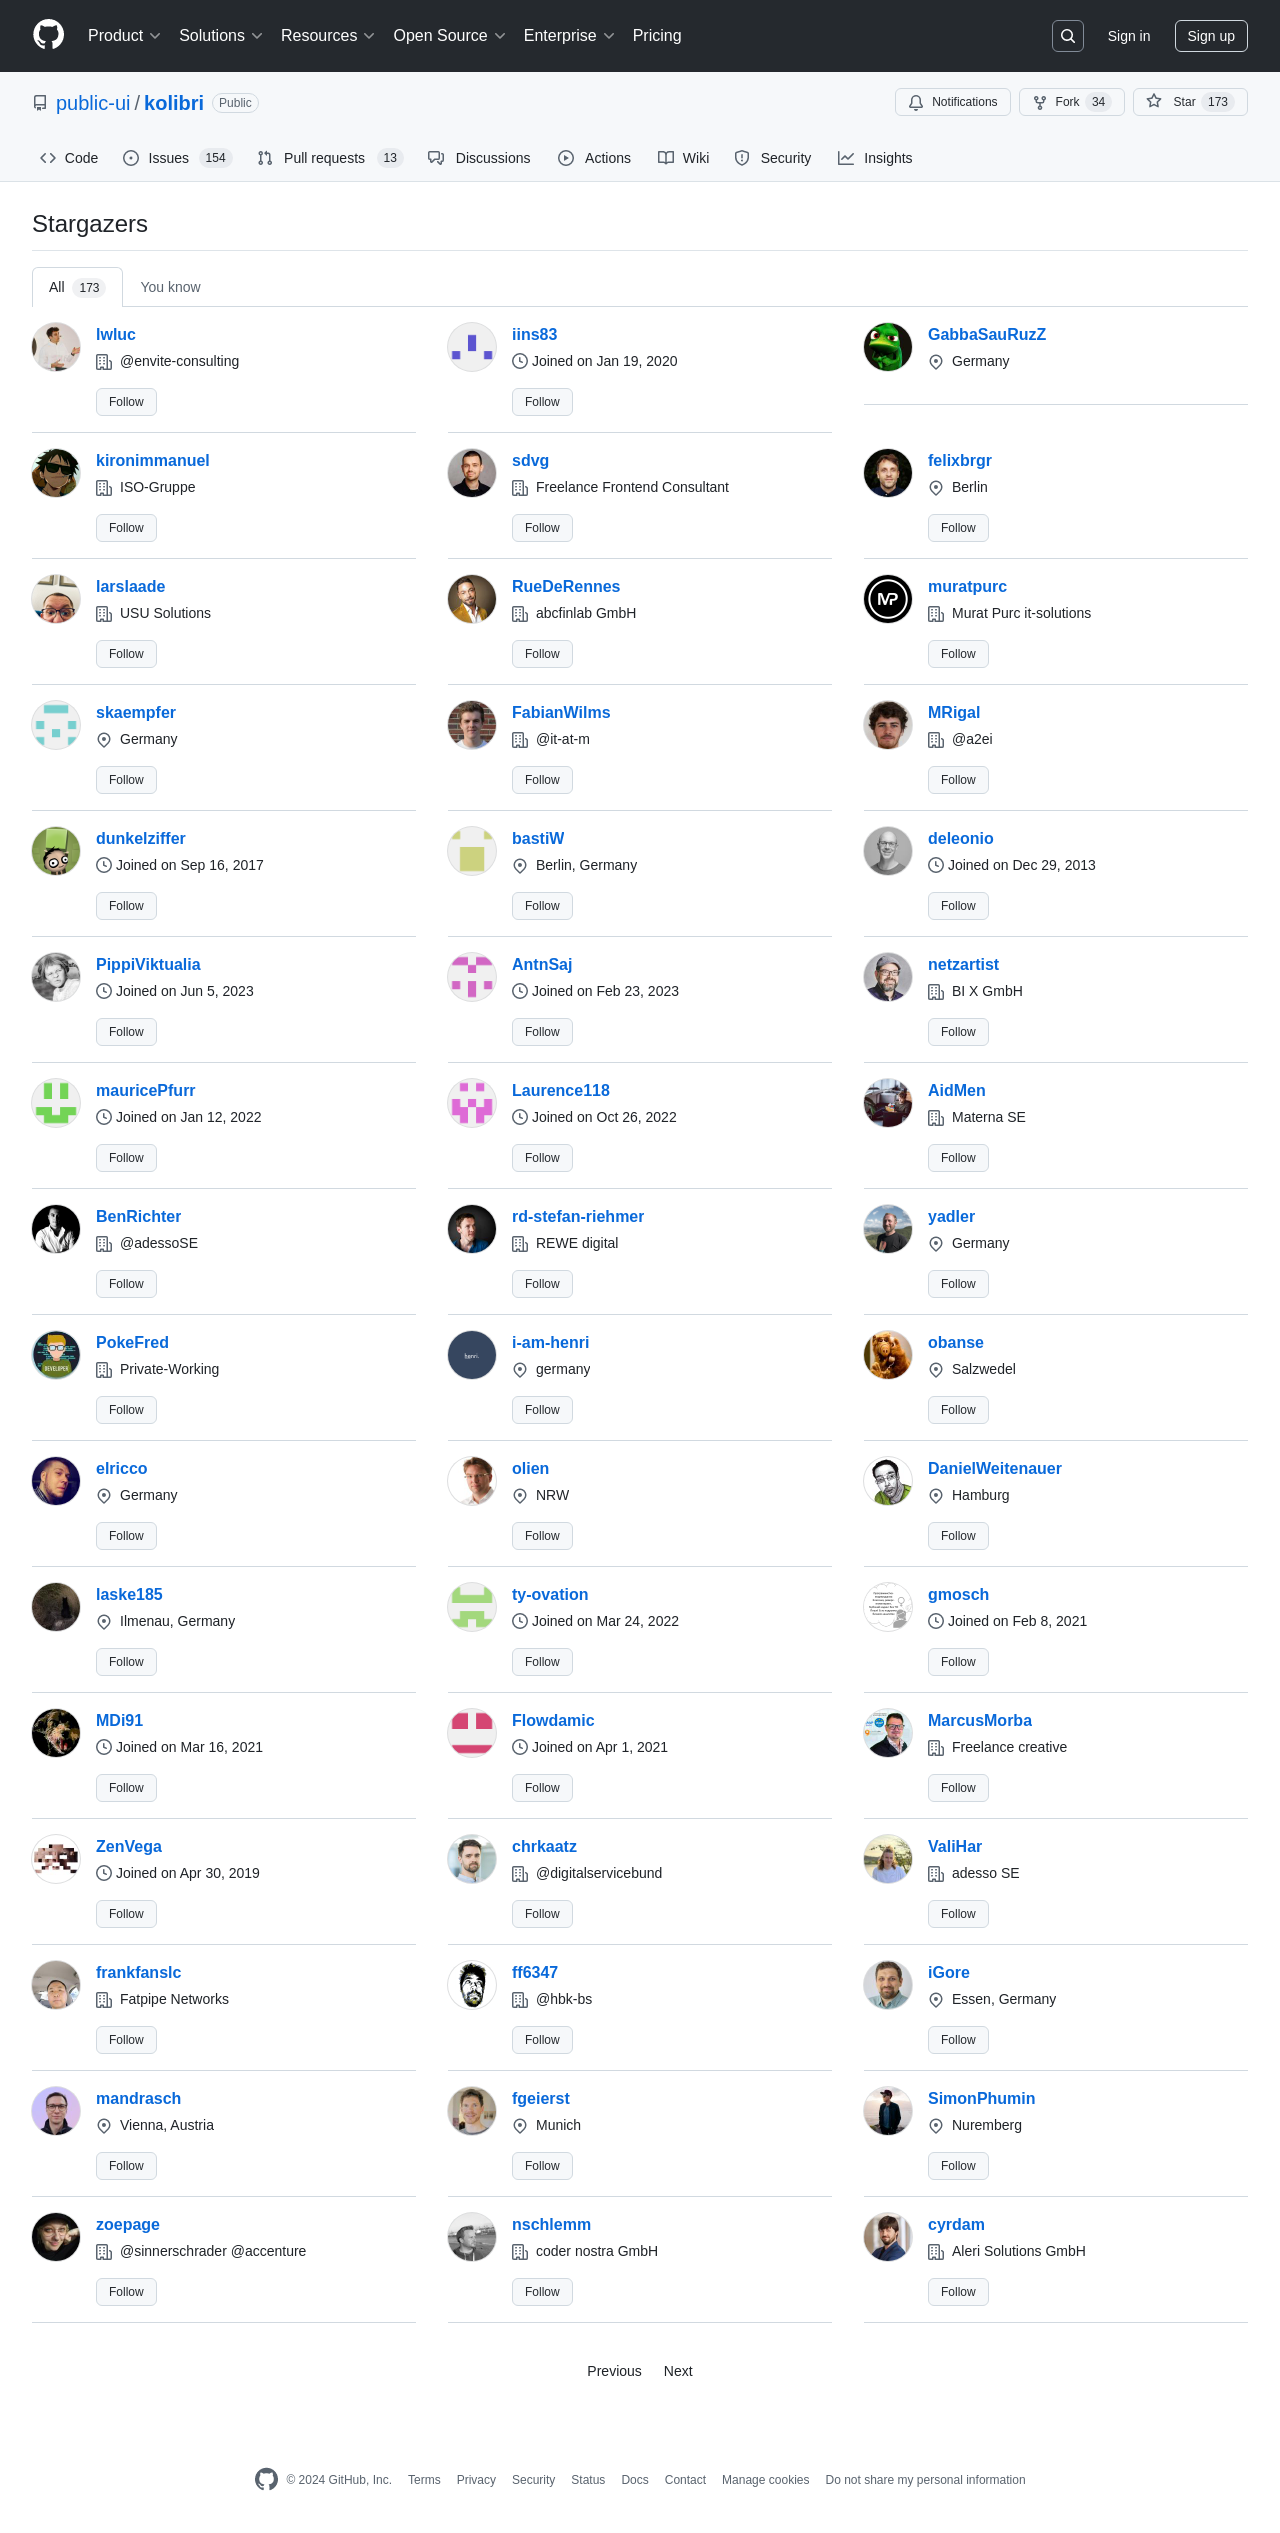 Product Solutions Resources Open Source Enterprise Pricing Sign in Sign up
public-ui / kolibri Public Notifications Fork 34 Star 173
Code Issues 154 Pull requests 13 Discussions Actions Wiki Security Insights
Stargazers
All 173 You know
lwluc iins83 GabbaSauRuzZ
@envite-consulting Joined on Jan 19, 2020 Germany
Follow Follow
kironimmanuel sdvg felixbrgr
ISO-Gruppe Freelance Frontend Consultant Berlin
Follow Follow Follow
larslaade RueDeRennes muratpurc
USU Solutions abcfinlab GmbH Murat Purc it-solutions
Follow Follow Follow
skaempfer FabianWilms MRigal
Germany @it-at-m @a2ei
Follow Follow Follow
dunkelziffer bastiW deleonio
Joined on Sep 16, 2017 Berlin, Germany Joined on Dec 29, 2013
Follow Follow Follow
PippiViktualia AntnSaj netzartist
Joined on Jun 5, 2023 Joined on Feb 23, 2023 BI X GmbH
Follow Follow Follow
mauricePfurr Laurence118 AidMen
Joined on Jan 12, 2022 Joined on Oct 26, 2022 Materna SE
Follow Follow Follow
BenRichter rd-stefan-riehmer yadler
@adessoSE REWE digital Germany
Follow Follow Follow
PokeFred i-am-henri obanse
Private-Working germany Salzwedel
Follow Follow Follow
elricco olien DanielWeitenauer
Germany NRW Hamburg
Follow Follow Follow
laske185 ty-ovation gmosch
Ilmenau, Germany Joined on Mar 24, 2022 Joined on Feb 8, 2021
Follow Follow Follow
MDi91 Flowdamic MarcusMorba
Joined on Mar 16, 2021 Joined on Apr 1, 2021 Freelance creative
Follow Follow Follow
ZenVega chrkaatz ValiHar
Joined on Apr 30, 2019 @digitalservicebund adesso SE
Follow Follow Follow
frankfanslc ff6347 iGore
Fatpipe Networks @hbk-bs Essen, Germany
Follow Follow Follow
mandrasch fgeierst SimonPhumin
Vienna, Austria Munich Nuremberg
Follow Follow Follow
zoepage nschlemm cyrdam
@sinnerschrader @accenture coder nostra GmbH Aleri Solutions GmbH
Follow Follow Follow
Previous Next
© 2024 GitHub, Inc. Terms Privacy Security Status Docs Contact Manage cookies Do not share my personal information